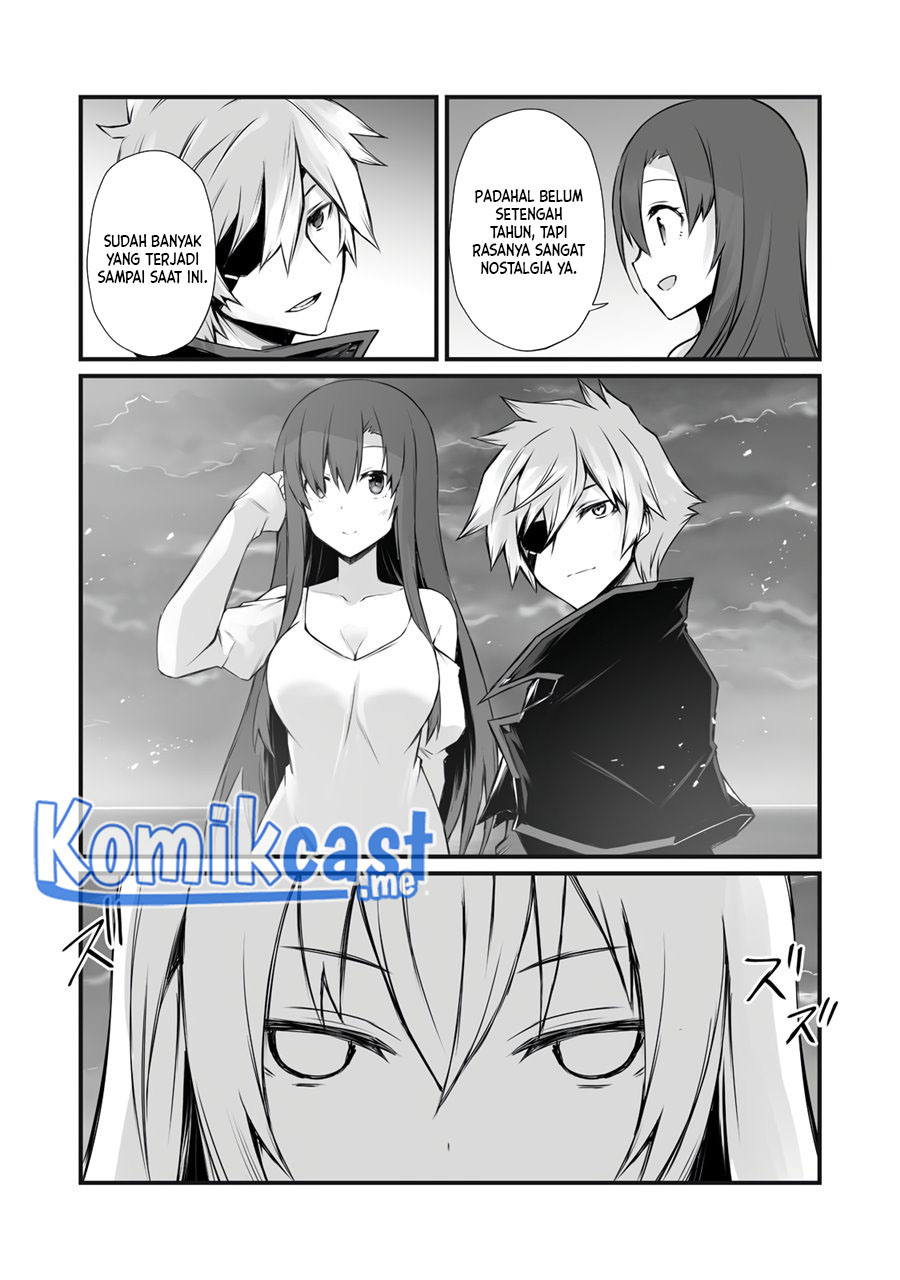 PADAHAL BELUM
SETENGAH
TAHUN, TAPI
RASANYA SANGAT
NOSTALGIA YA.
SUDAH BANYAK
YANG TERJADI
SAMPAI SAAT INI.
Komikcast
.me
ズズ
ズズ